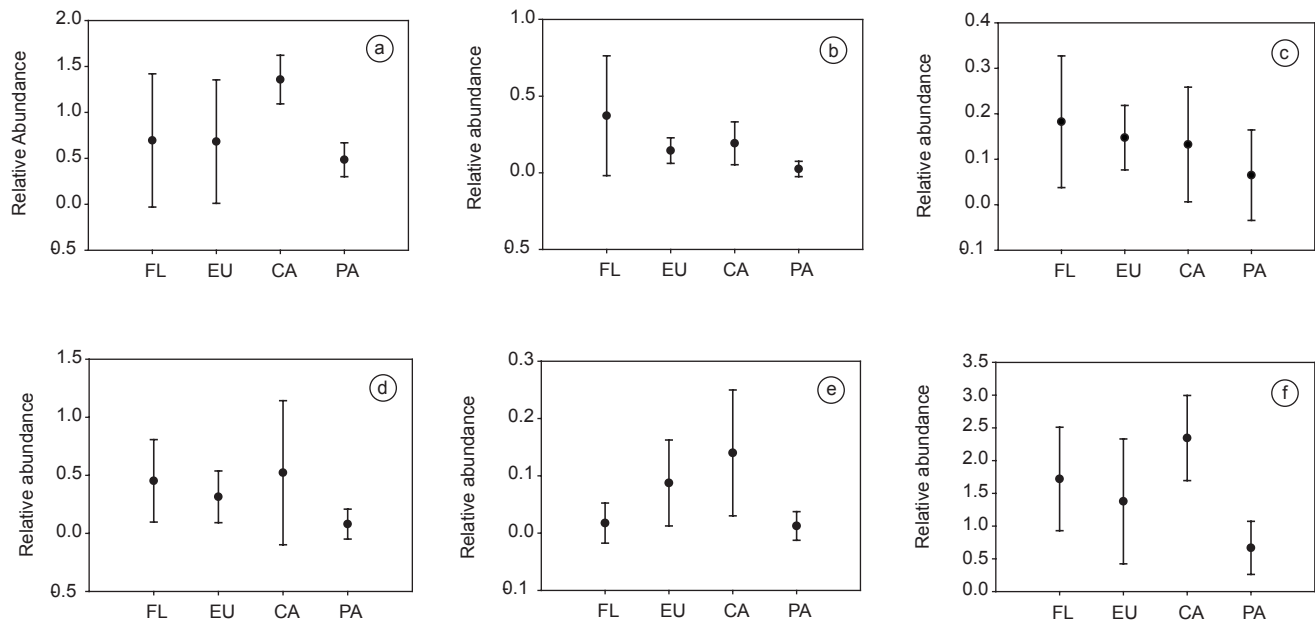 Relative Abundance
2.0
1.5
1.0
0.5
0.0
-0.5
FL EU CA PA
a
Relative abundance
1.0
0.5
0.0
-0.5
FL EU CA PA
b
Relative abundance
0.4
0.3
0.2
0.1
0.0
-0.1
FL EU CA PA
c
Relative abundance
1.5
1.0
0.5
0.0
-0.5
FL EU CA PA
d
Relative abundance
0.3
0.2
0.1
0.0
-0.1
FL EU CA PA
e
Relative abundance
3.5
3.0
2.5
2.0
1.5
1.0
0.5
0.0
FL EU CA PA
f